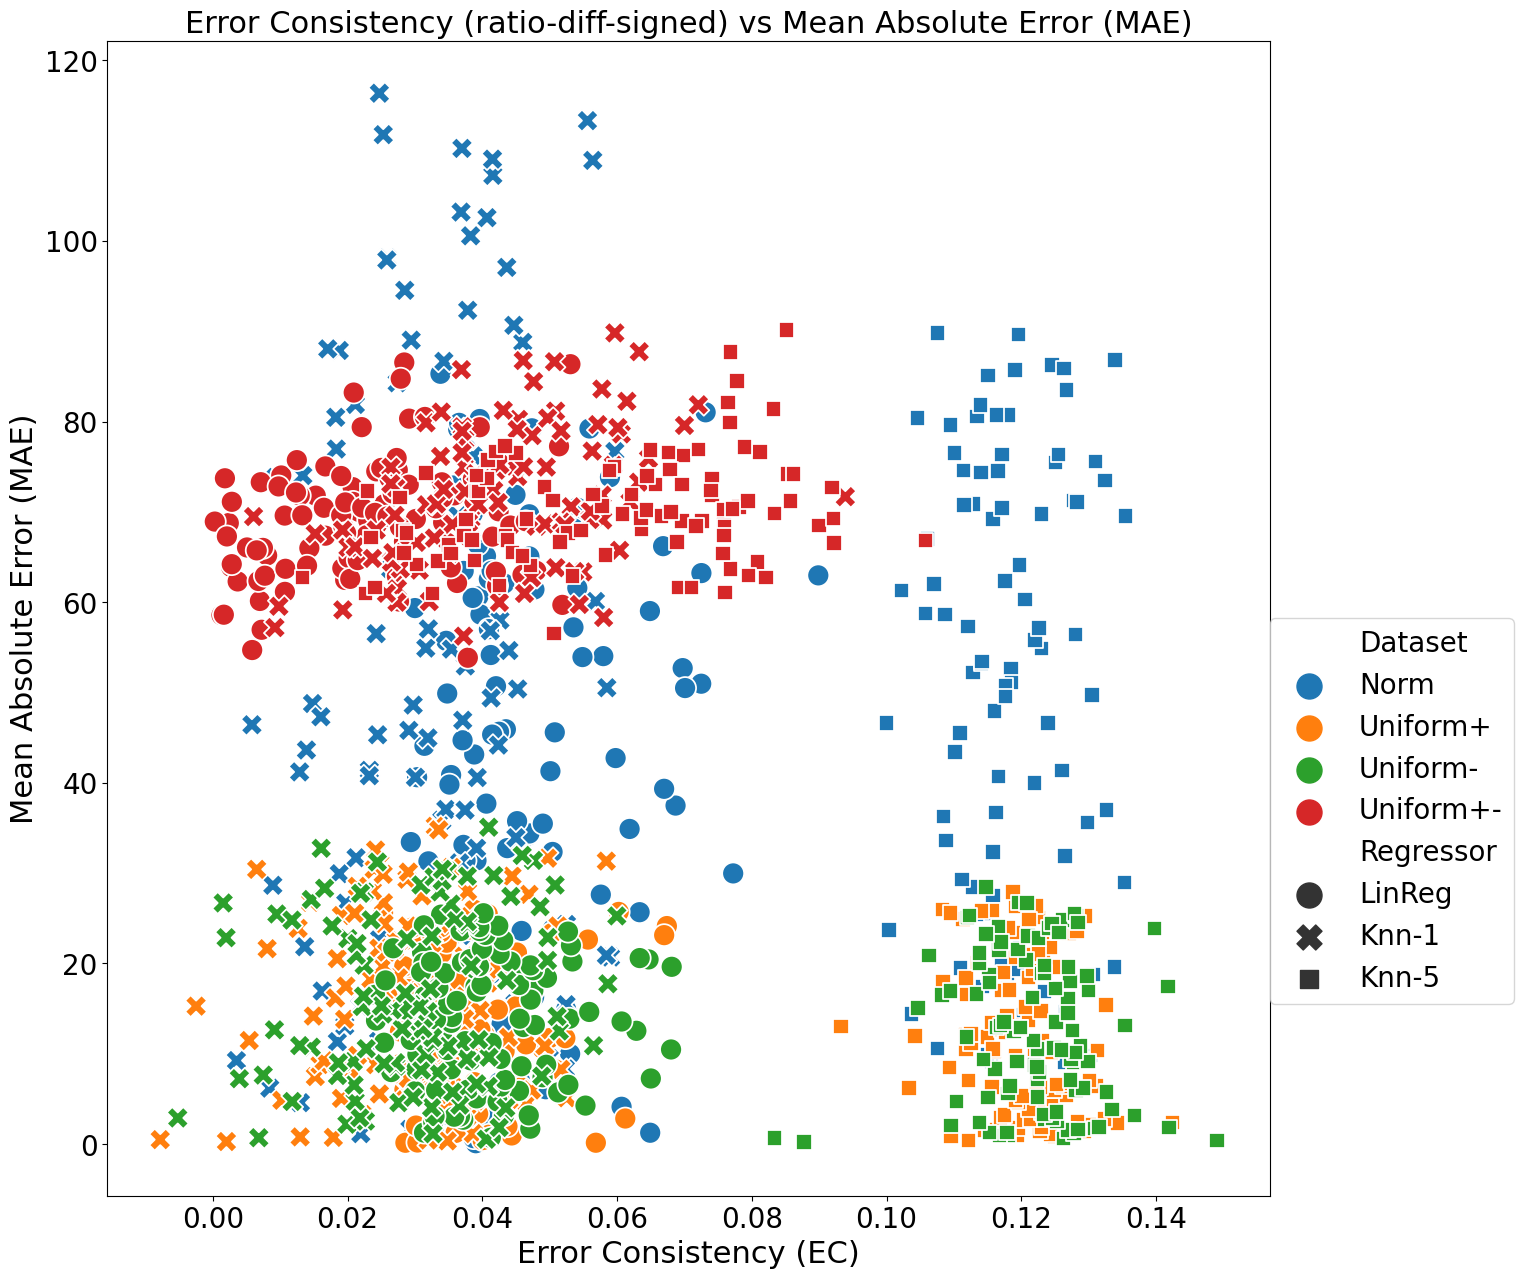 Error Consistency (ratio-diff-signed) vs Mean Absolute Error (MAE)
Mean Absolute Error (MAE)
120
100
80
60
40
20
0
0.00 0.02 0.04 0.06 0.08 0.10 0.12 0.14
Error Consistency (EC)
Dataset
Norm
Uniform+
Uniform-
Uniform+-
Regressor
LinReg
Knn-1
Knn-5